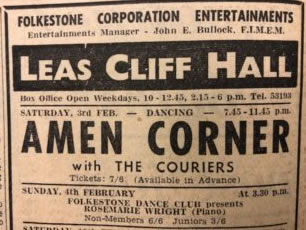 FOLKESTONE CORPORATION ENTERTAINMENTS
Entertainments Manager - John E. Bullock, F.I.M.E.M.
LEAS CLIFF HALL
Box Office Open Weekdays, 10 - 12.45, 2.15 - 6 p.m. Tel. 53193
SATURDAY, 3rd FEB. — DANCING — 7.45 - 11.45 p.m.
AMEN CORNER
with THE COURIERS
Tickets: 7/6 (Available in Advance)
SUNDAY, 4th FEBRUARY At 3.30 p.m.
FOLKESTONE DANCE CLUB presents
ROSEMARIE WRIGHT (Piano)
Non-Members 6/6 Juniors 3/6